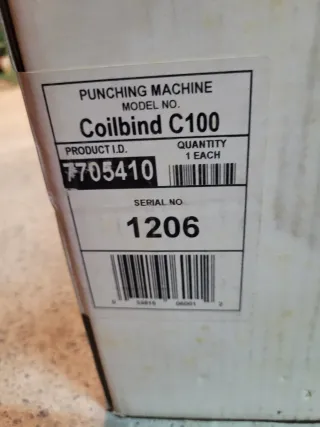 PUNCHING MACHINE
MODEL NO.
Coilbind C100
PRODUCT I.D.
QUANTITY
7705410
1 EACH
SERIAL NO
1206